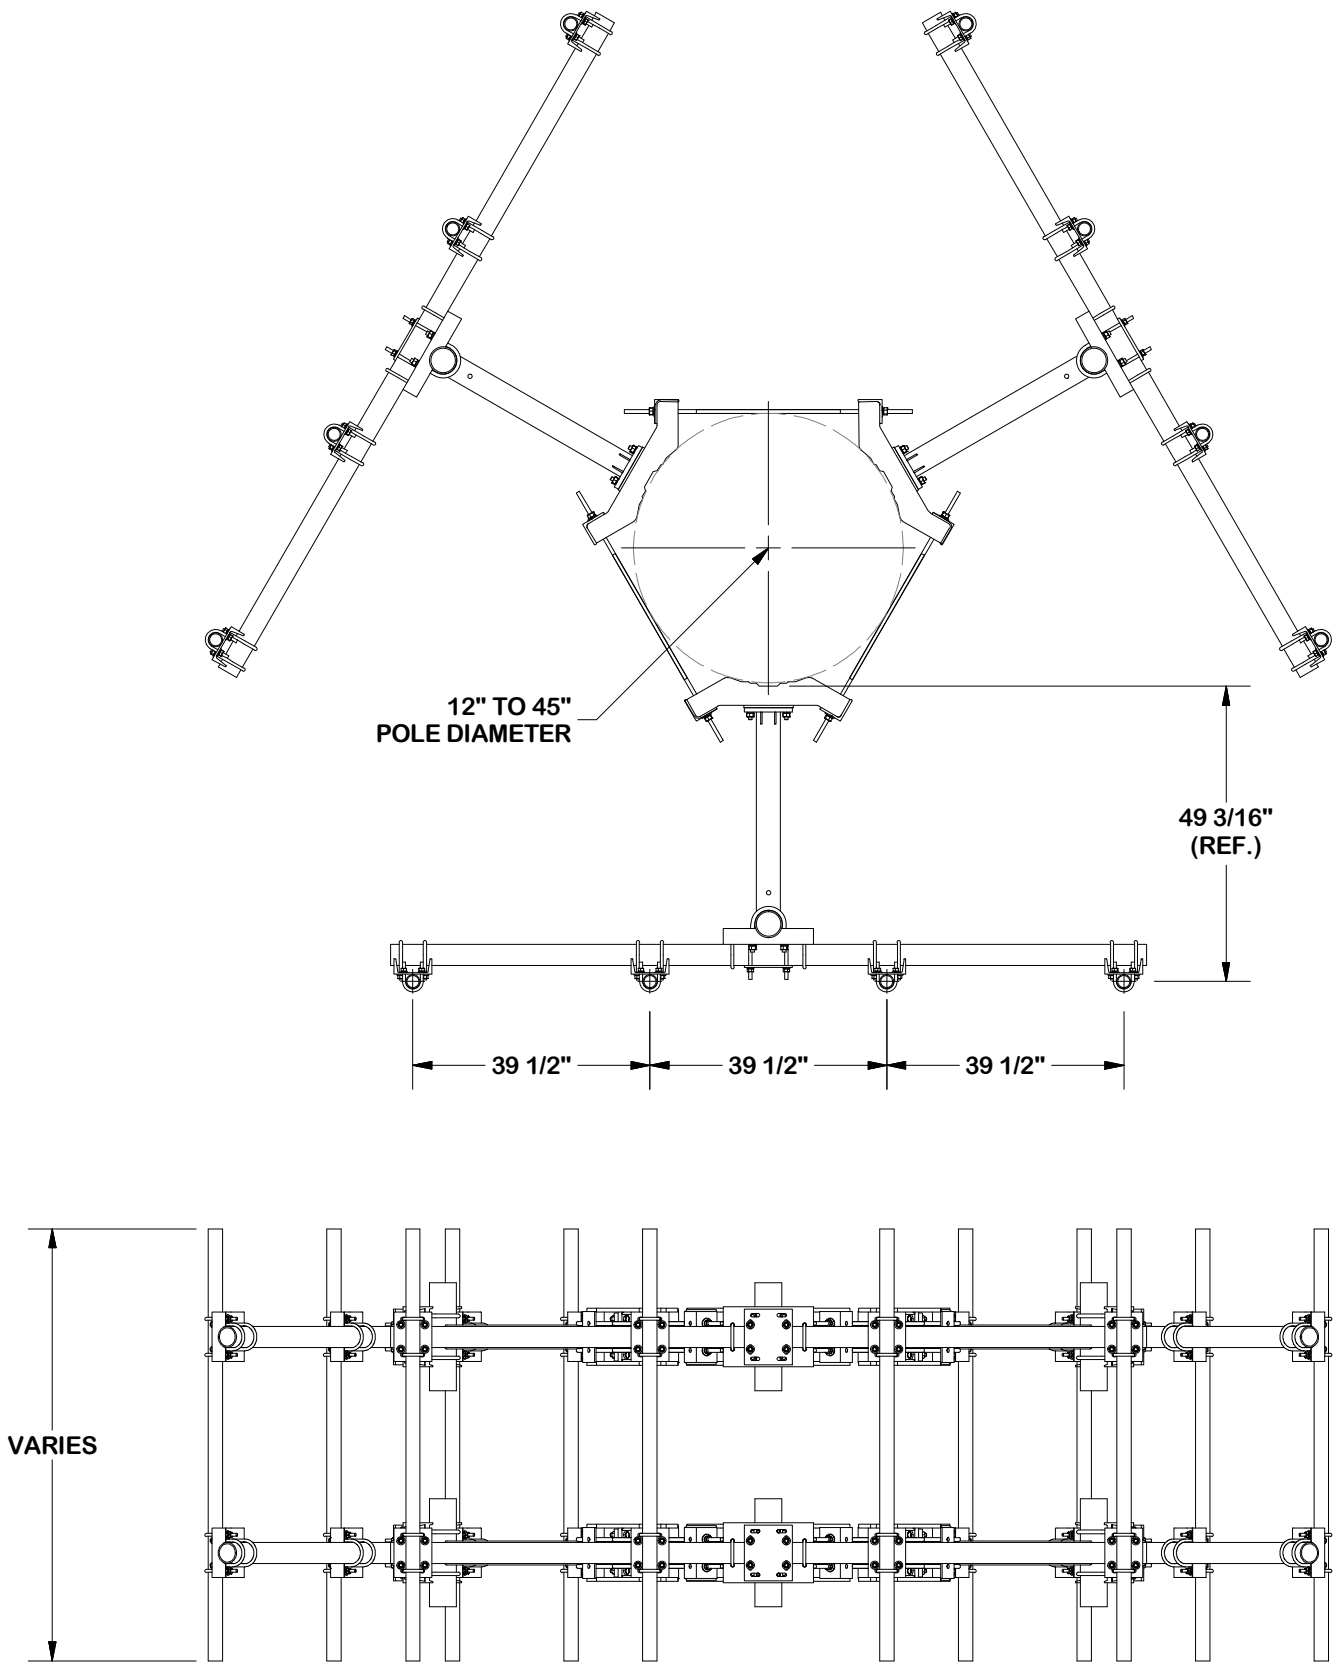 12" TO 45"
POLE DIAMETER
49 3/16"
(REF.)
39 1/2"
39 1/2"
39 1/2"
VARIES